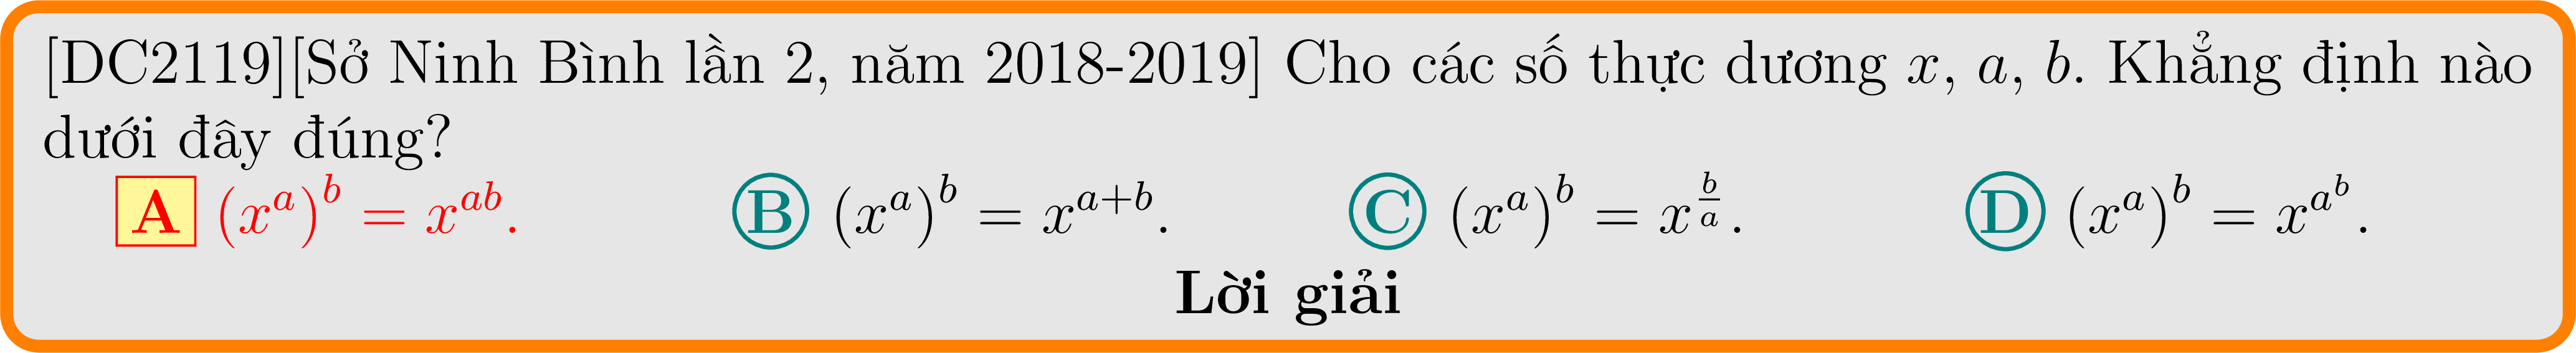 [DC2119][Sở Ninh Bình lần 2, năm 2018-2019] Cho các số thực dương x, a, b. Khẳng định nào
dưới đây đúng?
A $(x^a)^b = x^{ab}$. B $(x^a)^b = x^{a+b}$. C $(x^a)^b = x^{\frac{b}{a}}$. D $(x^a)^b = x^{a^b}$.
Lời giải